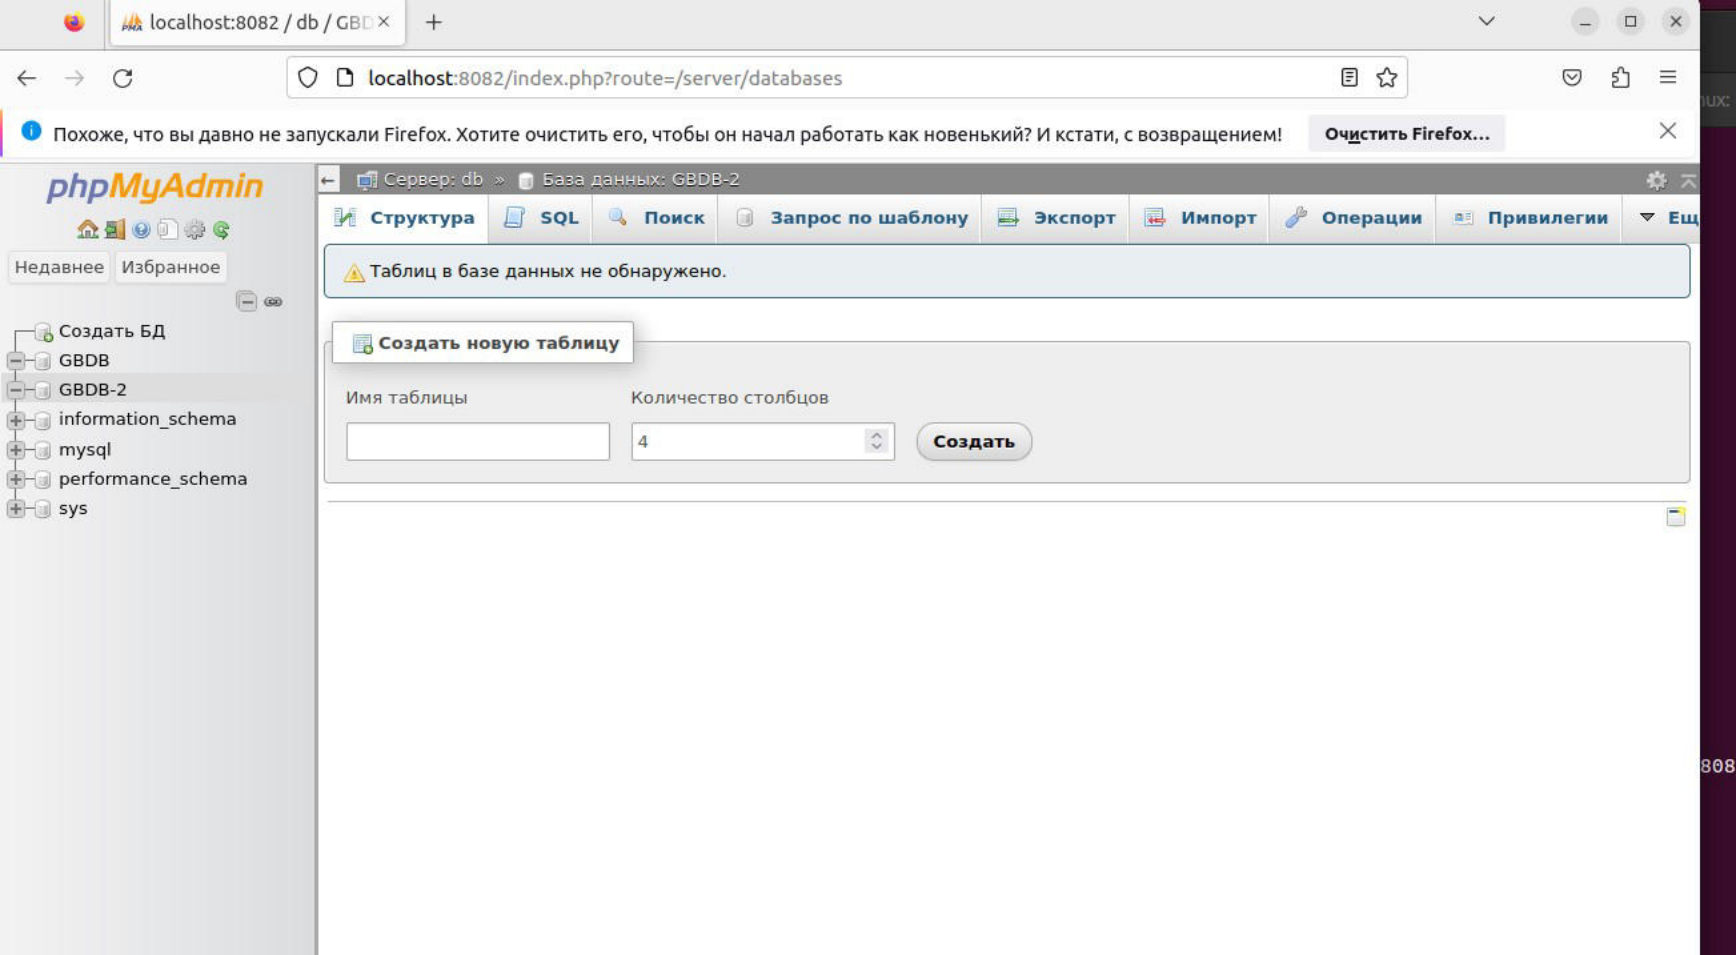 localhost:8082 / db / GBD
localhost:8082/index.php?route=/server/databases
Похоже, что вы давно не запускали Firefox. Хотите очистить его, чтобы он начал работать как новенький? И кстати, с возвращением!
Очистить Firefox...
phpMyAdmin
Недавнее
Избранное
Создать БД
GBDB
GBDB-2
information_schema
mysql
performance_schema
sys
Сервер: db » База данных: GBDB-2
Структура
SQL
Поиск
Запрос по шаблону
Экспорт
Импорт
Операции
Привилегии
Ещ
Таблиц в базе данных не обнаружено.
Создать новую таблицу
Имя таблицы
Количество столбцов
4
Создать
nux:
808